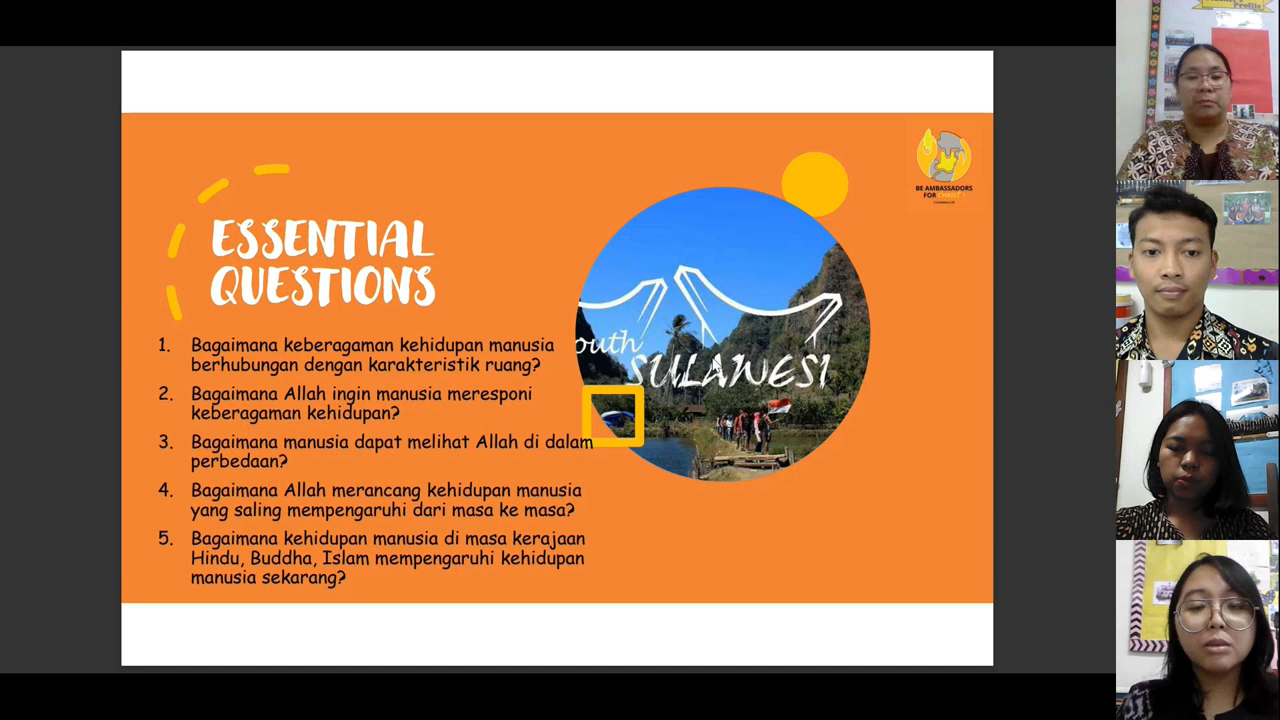 Profile
BE AMBASSADORS
FOR CHRIST !
ESSENTIAL
QUESTIONS
South
SULAWESI
1. Bagaimana keberagaman kehidupan manusia
berhubungan dengan karakteristik ruang?
2. Bagaimana Allah ingin manusia meresponi
keberagaman kehidupan?
3. Bagaimana manusia dapat melihat Allah di dalam
perbedaan?
4. Bagaimana Allah merancang kehidupan manusia
yang saling mempengaruhi dari masa ke masa?
5. Bagaimana kehidupan manusia di masa kerajaan
Hindu, Buddha, Islam mempengaruhi kehidupan
manusia sekarang?